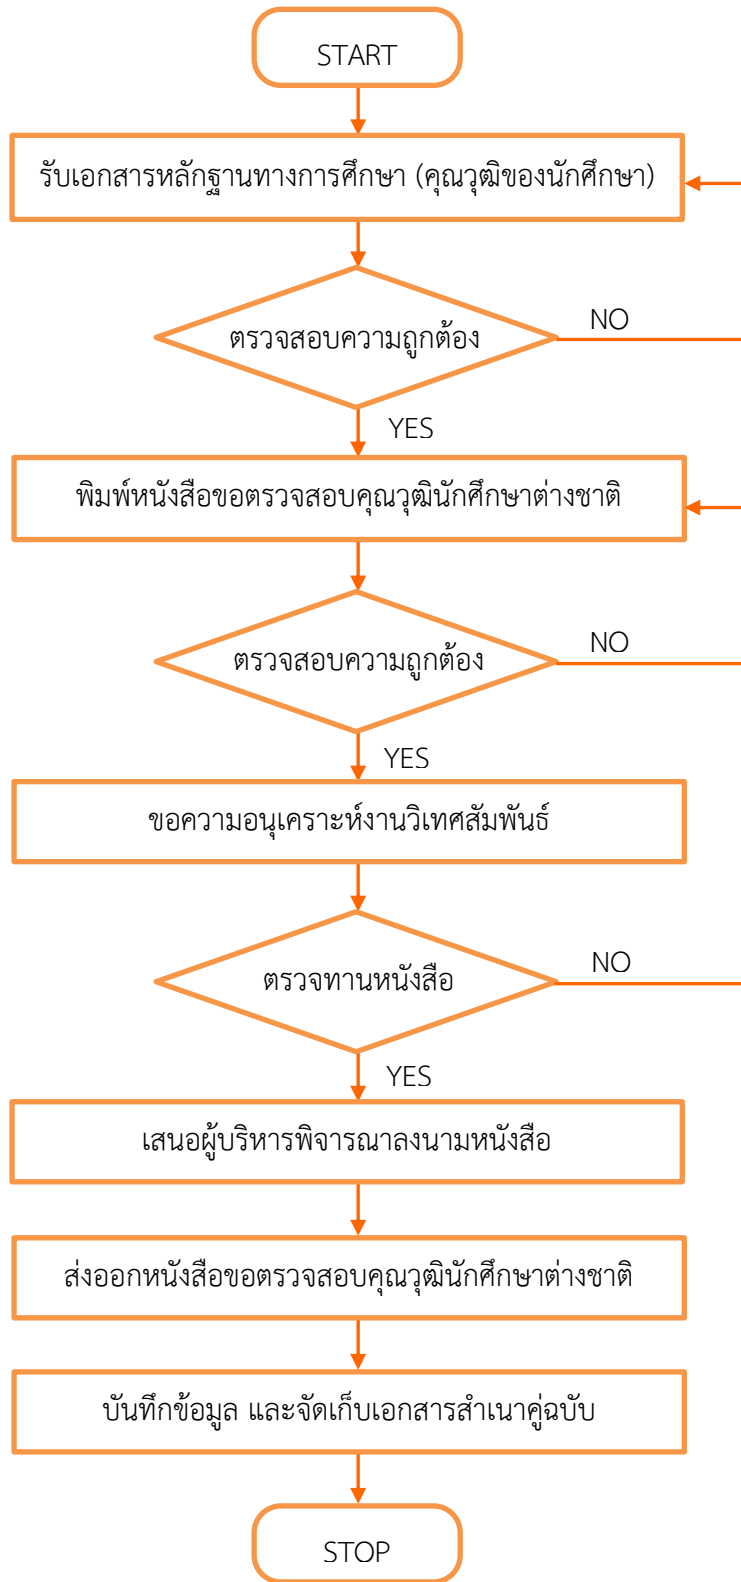 START
รับเอกสารหลักฐานทางการศึกษา (คุณวุฒิของนักศึกษา)
ตรวจสอบความถูกต้อง
NO
YES
พิมพ์หนังสือขอตรวจสอบคุณวุฒินักศึกษาต่างชาติ
ตรวจสอบความถูกต้อง
NO
YES
ขอความอนุเคราะห์งานวิเทศสัมพันธ์
ตรวจทานหนังสือ
NO
YES
เสนอผู้บริหารพิจารณาลงนามหนังสือ
ส่งออกหนังสือขอตรวจสอบคุณวุฒินักศึกษาต่างชาติ
บันทึกข้อมูล และจัดเก็บเอกสารสำเนาคู่ฉบับ
STOP